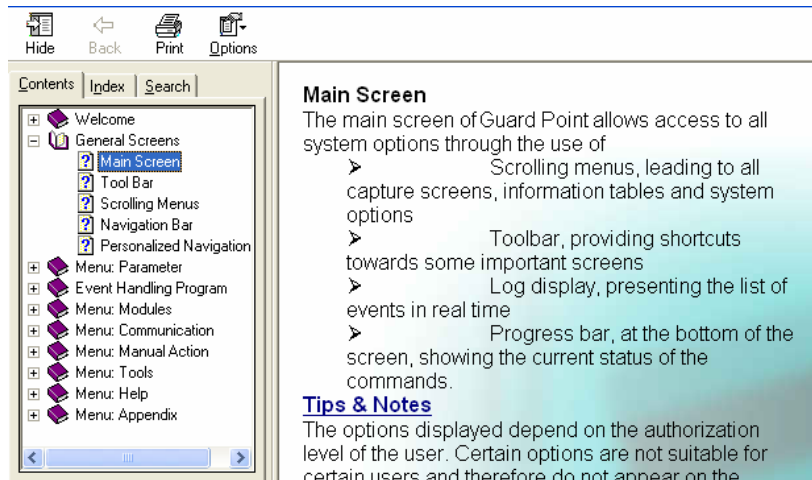 Hide Back Print Options
Contents Index Search
Welcome
General Screens
Main Screen
Tool Bar
Scrolling Menus
Navigation Bar
Personalized Navigation
Menu: Parameter
Event Handling Program
Menu: Modules
Menu: Communication
Menu: Manual Action
Menu: Tools
Menu: Help
Menu: Appendix
Main Screen
The main screen of Guard Point allows access to all
system options through the use of
➢ Scrolling menus, leading to all
capture screens, information tables and system
options
➢ Toolbar, providing shortcuts
towards some important screens
➢ Log display, presenting the list of
events in real time
➢ Progress bar, at the bottom of the
screen, showing the current status of the
commands.
Tips & Notes
The options displayed depend on the authorization
level of the user. Certain options are not suitable for
certain users and therefore do not appear on the